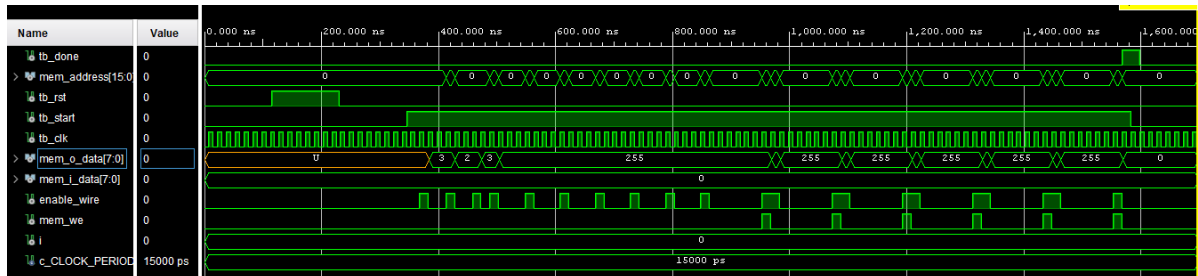 Name Value 0.000 ns 200.000 ns 400.000 ns 600.000 ns 800.000 ns 1,000.000 ns 1,200.000 ns 1,400.000 ns 1,600.000
tb_done 0
mem_address[15:0 0 0 0 0 0 0 0 0 0 0 0 0 0 0
tb_rst 0
tb_start 0
tb_clk 0
mem_o_data[7:0] 0 U 3 2 3 255 255 255 255 255 255 0
mem_i_data[7:0] 0 0
enable_wire 0
mem_we 0
i 0 0
c_CLOCK_PERIOD 15000 ps 15000 ps